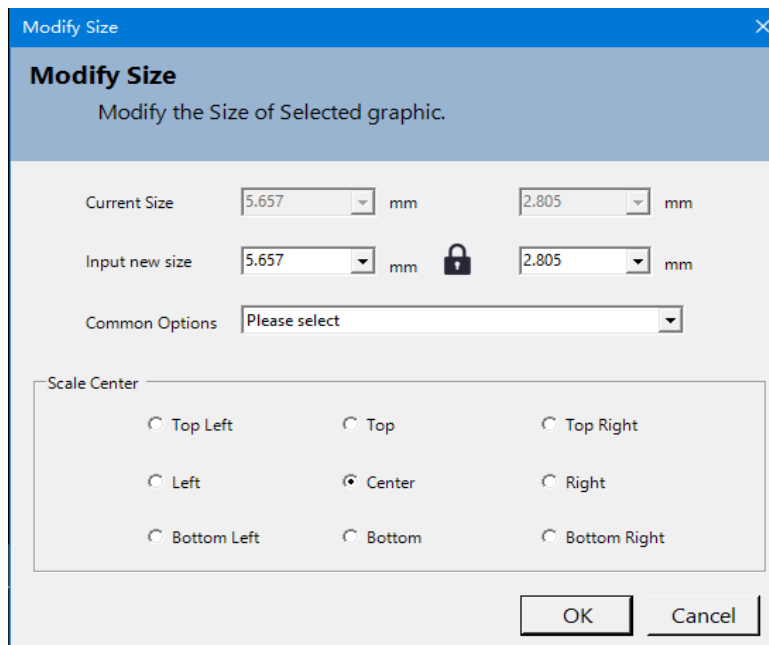 Modify Size
Modify Size
Modify the Size of Selected graphic.
Current Size 5.657 mm 2.805 mm
Input new size 5.657 mm 2.805 mm
Common Options Please select
Scale Center
Top Left Top Top Right
Left Center Right
Bottom Left Bottom Bottom Right
OK Cancel